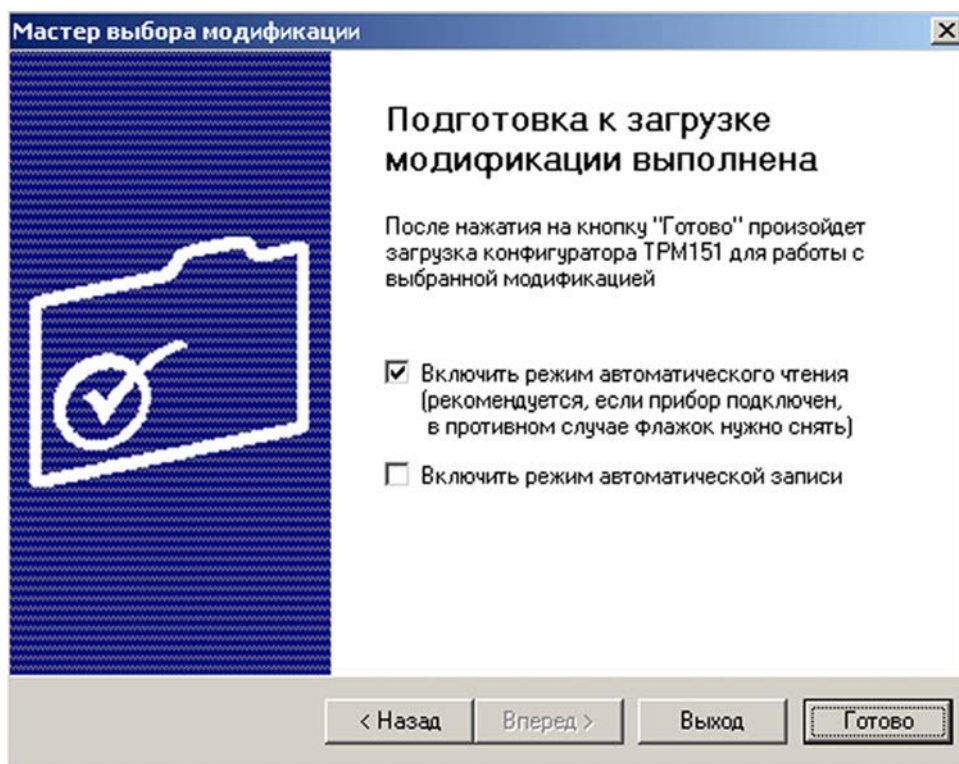 Мастер выбора модификации
Подготовка к загрузке
модификации выполнена
После нажатия на кнопку "Готово" произойдет
загрузка конфигуратора ТРМ151 для работы с
выбранной модификацией
Включить режим автоматического чтения
(рекомендуется, если прибор подключен,
в противном случае флажок нужно снять)
Включить режим автоматической записи
< Назад
Вперед >
Выход
Готово